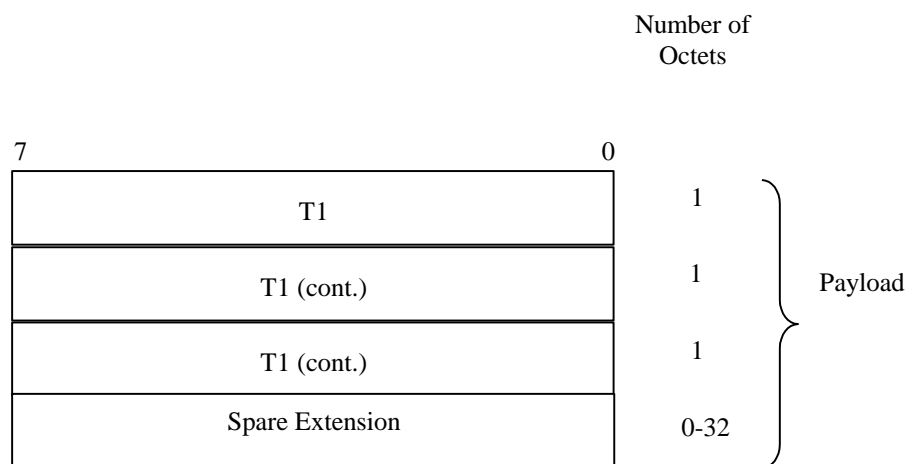 Number of
Octets
7 0
T1 1
T1 (cont.) 1
Payload
T1 (cont.) 1
Spare Extension 0-32